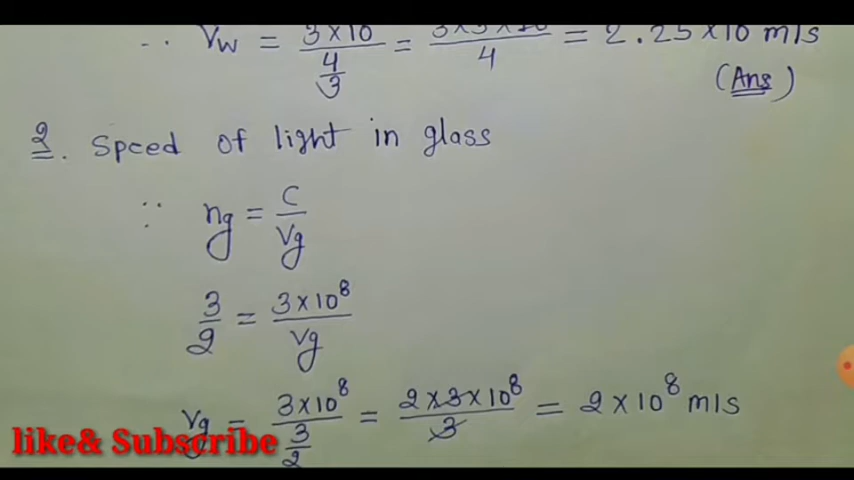 ∴ Vw = 3×10 / 4/3 = 3×3×10 / 4 = 2.25×10 m/s
(Ans)
2. Speed of light in glass
∵ ng = C/Vg
3/2 = 3×10⁸ / Vg
Vg = 3×10⁸ / 3/2 = 2×3×10⁸ / 3 = 2×10⁸ m/s
like& Subscribe